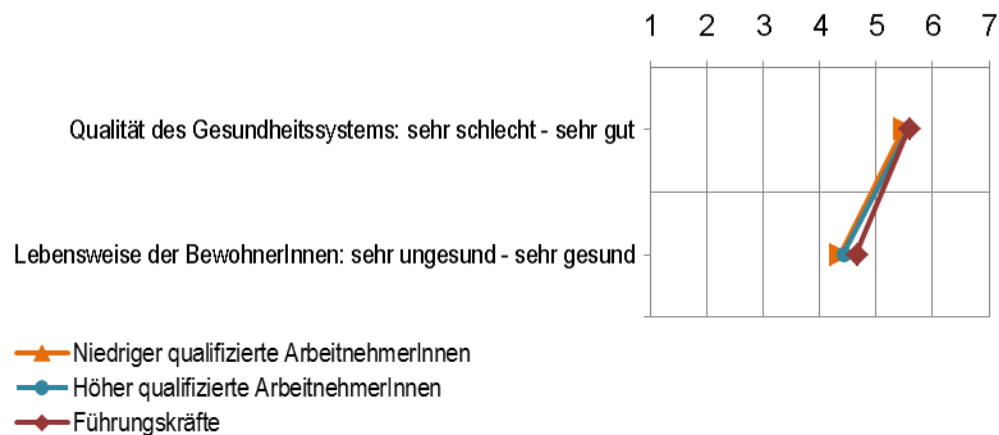 1 2 3 4 5 6 7
Qualität des Gesundheitssystems: sehr schlecht - sehr gut
Lebensweise der BewohnerInnen: sehr ungesund - sehr gesund
Niedriger qualifizierte ArbeitnehmerInnen
Höher qualifizierte ArbeitnehmerInnen
Führungskräfte